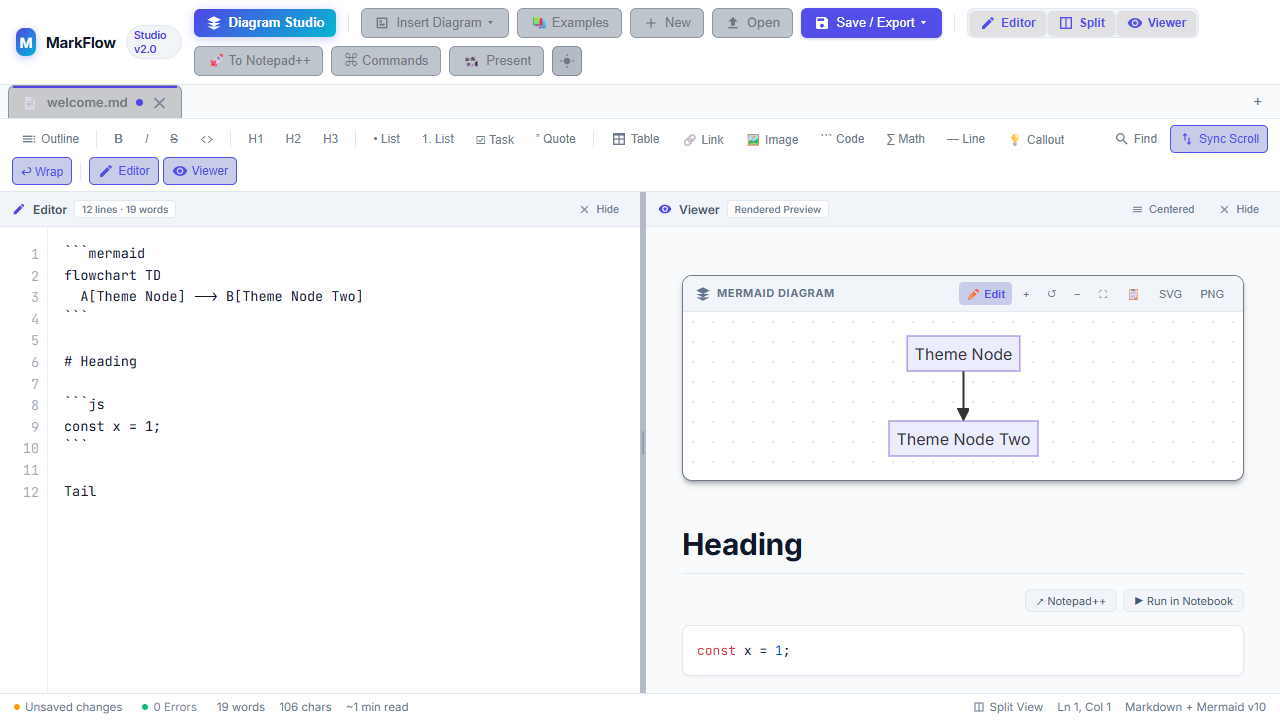 M MarkFlow Studio v2.0
Diagram Studio Insert Diagram Examples + New Open Save / Export Editor Split Viewer
To Notepad++ ⌘ Commands Present
welcome.md
+
Outline B I S <> H1 H2 H3 • List 1. List ☑ Task " Quote Table Link Image ``` Code ∑ Math — Line Callout Find Sync Scroll
↩ Wrap Editor Viewer
Editor 12 lines · 19 words × Hide
Viewer Rendered Preview Centered × Hide
1 ```mermaid
2 flowchart TD
3 A[Theme Node] --> B[Theme Node Two]
4 ```
5
6 # Heading
7
8 ```js
9 const x = 1;
10 ```
11
12 Tail
MERMAID DIAGRAM Edit + ↺ − SVG PNG
Theme Node
Theme Node Two
Heading
↗ Notepad++ ▶ Run in Notebook
const x = 1;
Unsaved changes 0 Errors 19 words 106 chars ~1 min read Split View Ln 1, Col 1 Markdown + Mermaid v10